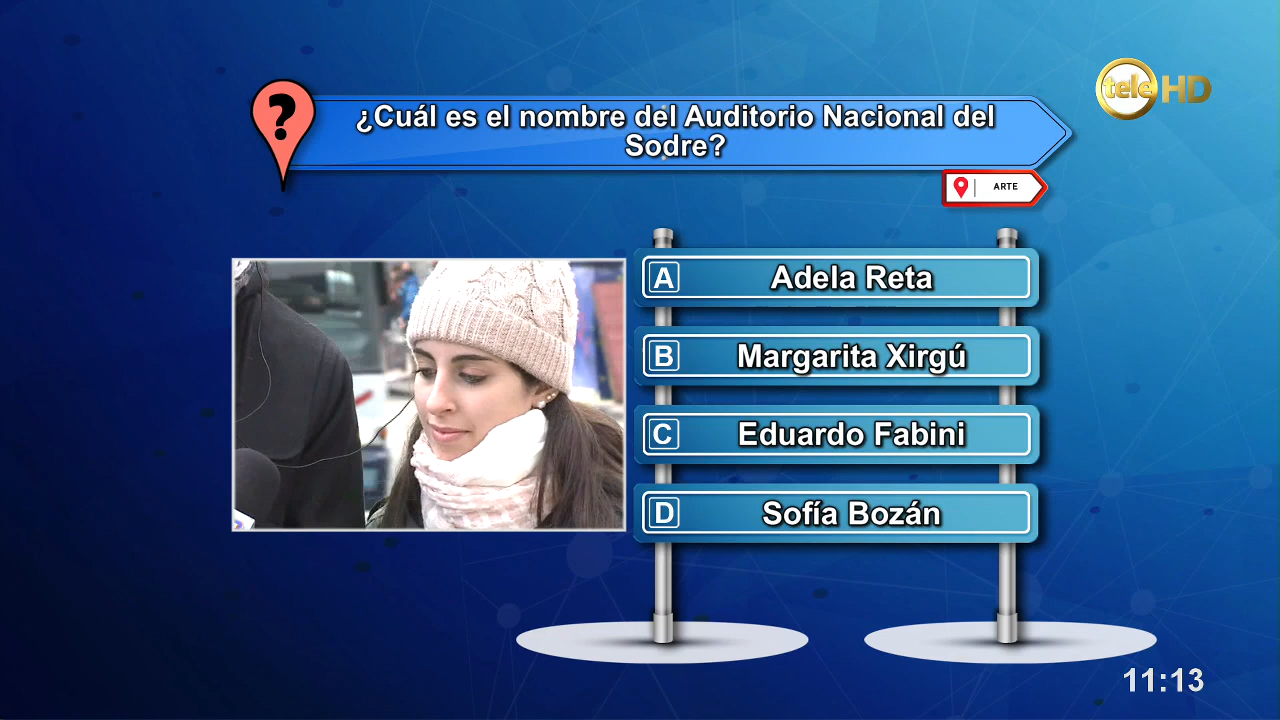 tele HD
¿Cuál es el nombre del Auditorio Nacional del
Sodre?
ARTE
A Adela Reta
B Margarita Xirgú
C Eduardo Fabini
D Sofía Bozán
11:13